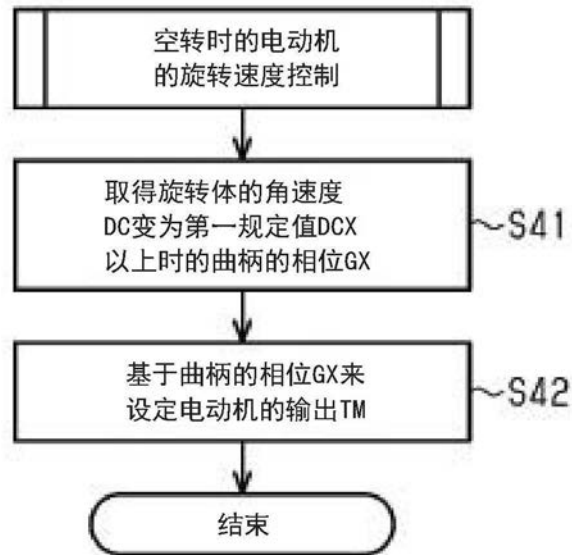 空转时的电动机
的旋转速度控制
取得旋转体的角速度
DC变为第一规定值DCX
以上时的曲柄的相位GX
S41
基于曲柄的相位GX来
设定电动机的输出TM
S42
结束